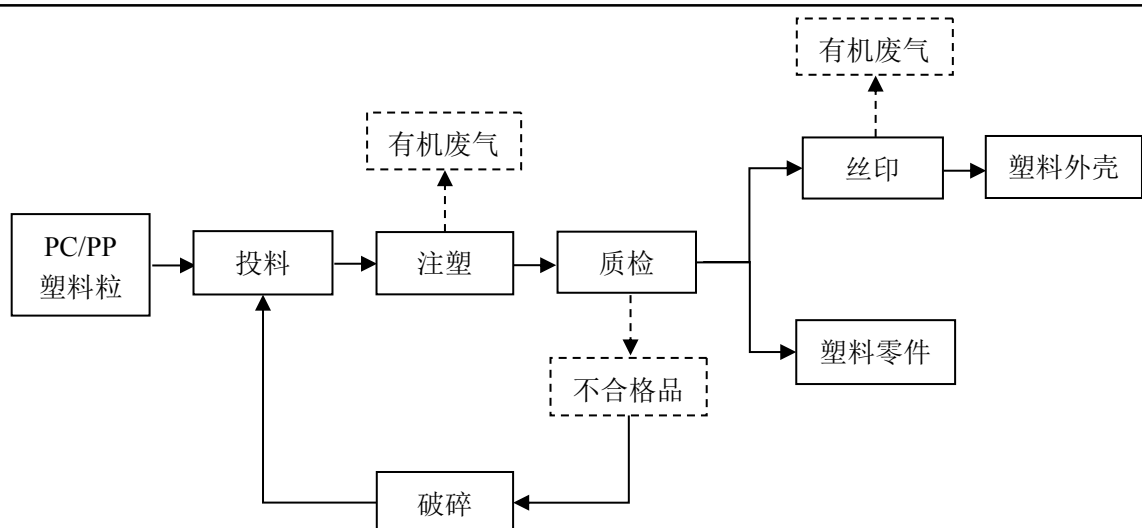 有机废气
有机废气
丝印
塑料外壳
PC/PP
塑料粒
投料
注塑
质检
塑料零件
不合格品
破碎